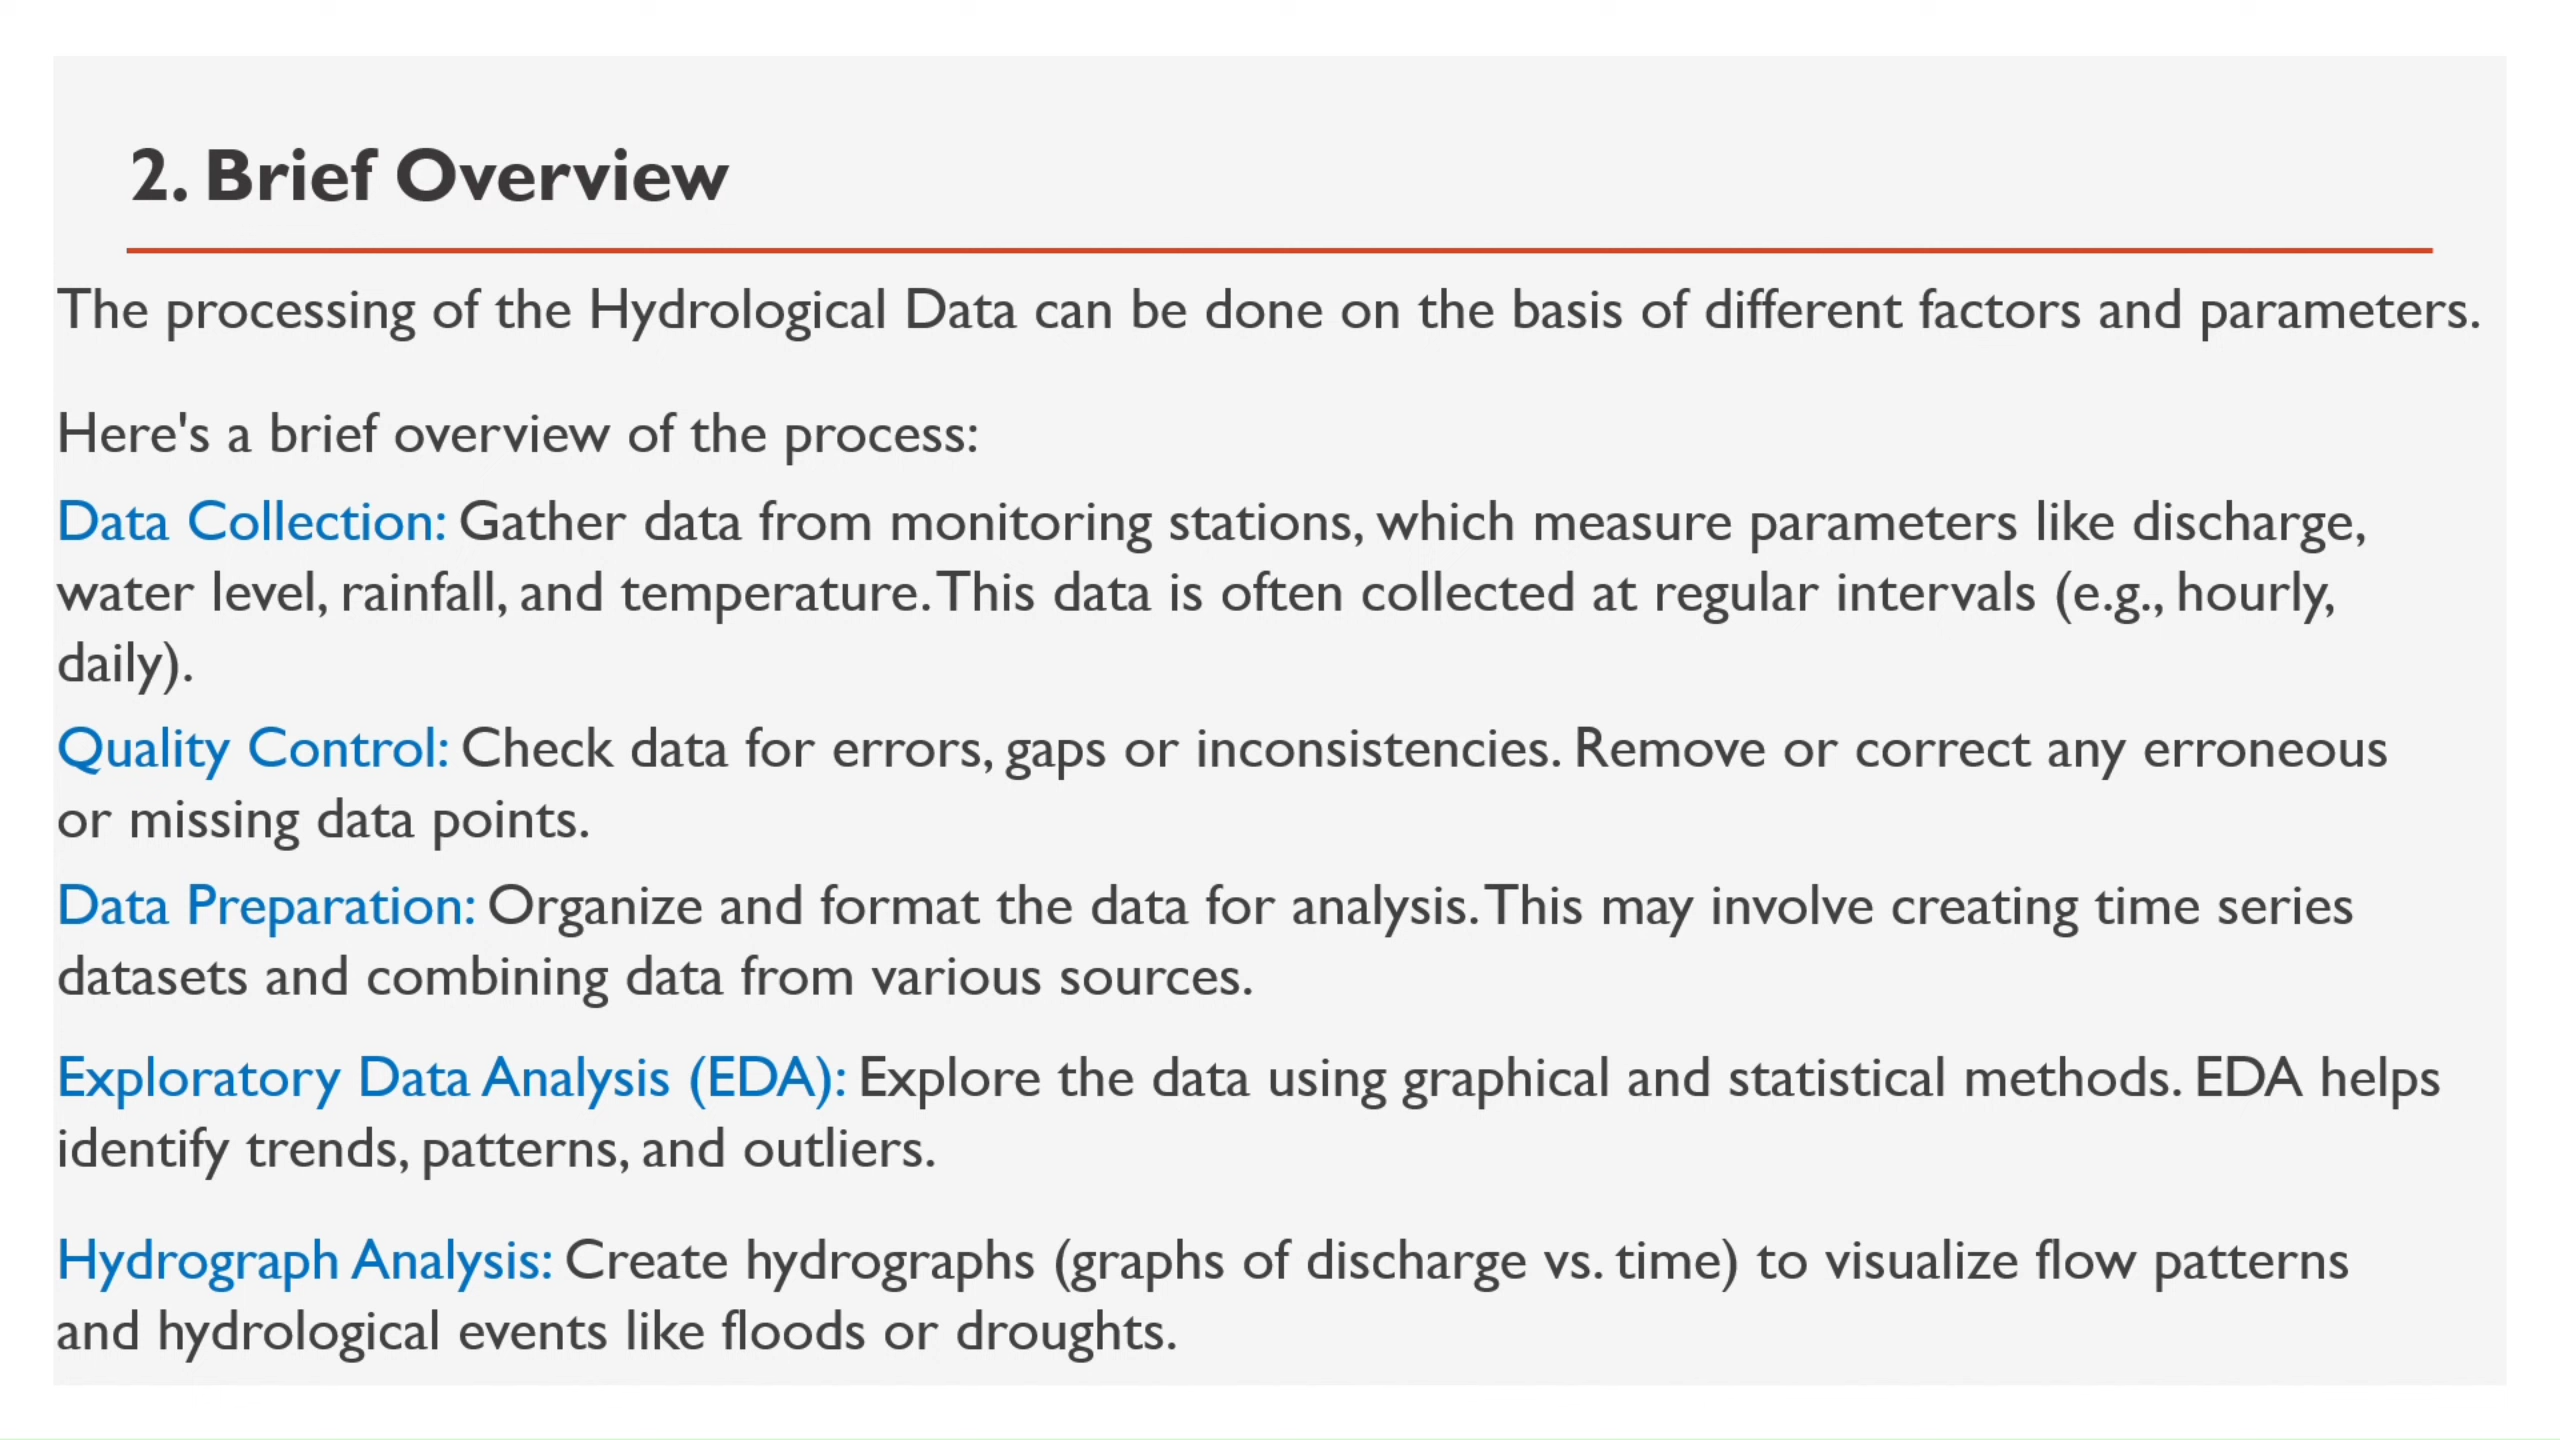 2. Brief Overview
The processing of the Hydrological Data can be done on the basis of different factors and parameters.
Here's a brief overview of the process:
Data Collection: Gather data from monitoring stations, which measure parameters like discharge,
water level, rainfall, and temperature. This data is often collected at regular intervals (e.g., hourly,
daily).
Quality Control: Check data for errors, gaps or inconsistencies. Remove or correct any erroneous
or missing data points.
Data Preparation: Organize and format the data for analysis. This may involve creating time series
datasets and combining data from various sources.
Exploratory Data Analysis (EDA): Explore the data using graphical and statistical methods. EDA helps
identify trends, patterns, and outliers.
Hydrograph Analysis: Create hydrographs (graphs of discharge vs. time) to visualize flow patterns
and hydrological events like floods or droughts.